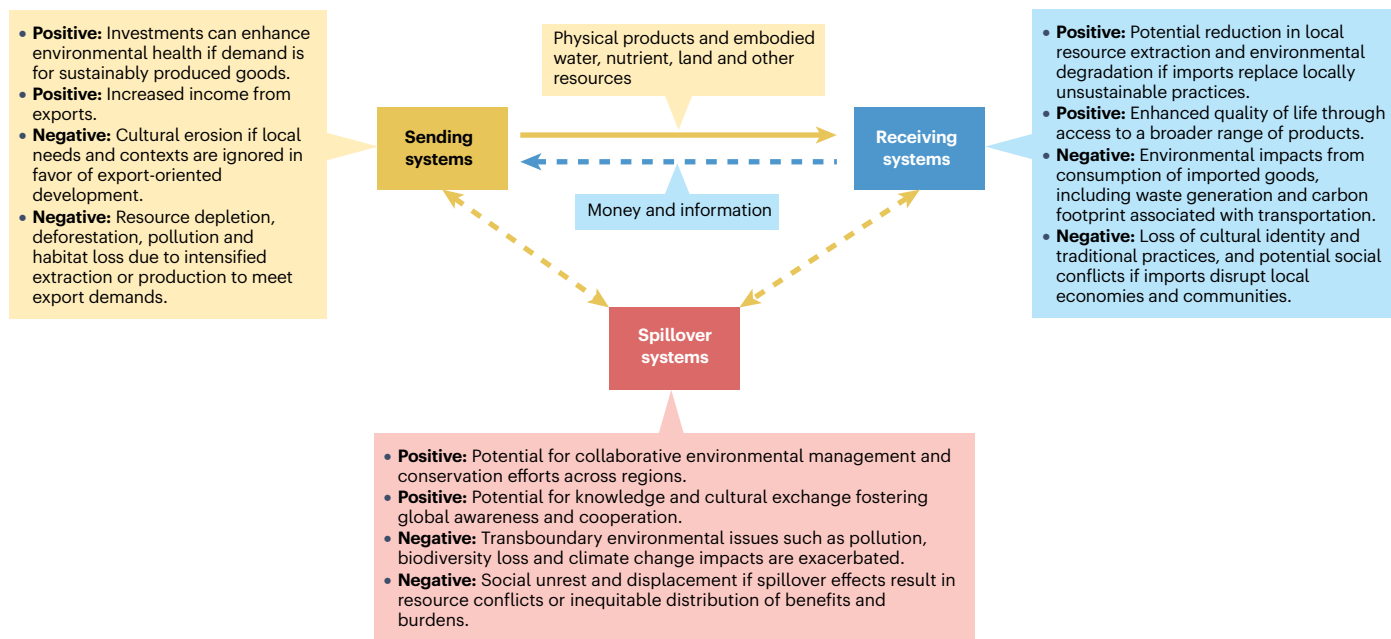 • Positive: Investments can enhance
environmental health if demand is
for sustainably produced goods.
• Positive: Increased income from
exports.
• Negative: Cultural erosion if local
needs and contexts are ignored in
favor of export-oriented
development.
• Negative: Resource depletion,
deforestation, pollution and
habitat loss due to intensified
extraction or production to meet
export demands.
Physical products and embodied
water, nutrient, land and other
resources
Sending
systems
Receiving
systems
Money and information
• Positive: Potential reduction in local
resource extraction and environmental
degradation if imports replace locally
unsustainable practices.
• Positive: Enhanced quality of life through
access to a broader range of products.
• Negative: Environmental impacts from
consumption of imported goods,
including waste generation and carbon
footprint associated with transportation.
• Negative: Loss of cultural identity and
traditional practices, and potential social
conflicts if imports disrupt local
economies and communities.
Spillover
systems
• Positive: Potential for collaborative environmental management and
conservation efforts across regions.
• Positive: Potential for knowledge and cultural exchange fostering
global awareness and cooperation.
• Negative: Transboundary environmental issues such as pollution,
biodiversity loss and climate change impacts are exacerbated.
• Negative: Social unrest and displacement if spillover effects result in
resource conflicts or inequitable distribution of benefits and
burdens.